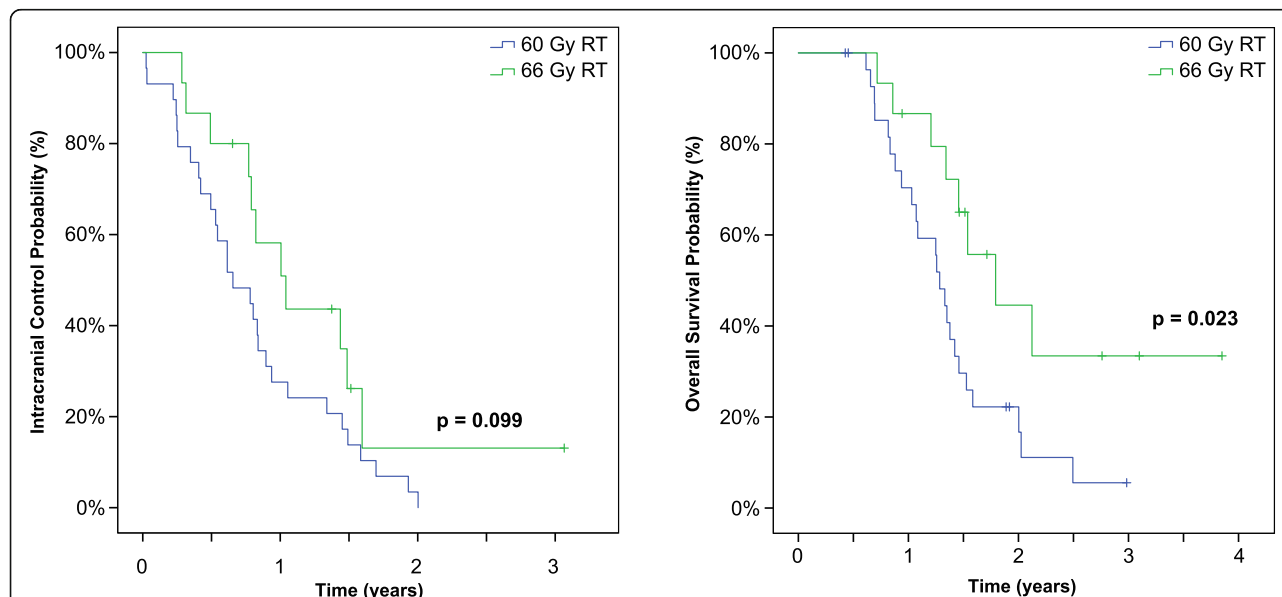 Intracranial Control Probability (%)
100%
80%
60%
40%
20%
0%
60 Gy RT
66 Gy RT
p = 0.099
0 1 2 3
Time (years)
Overall Survival Probability (%)
100%
80%
60%
40%
20%
0%
60 Gy RT
66 Gy RT
p = 0.023
0 1 2 3 4
Time (years)